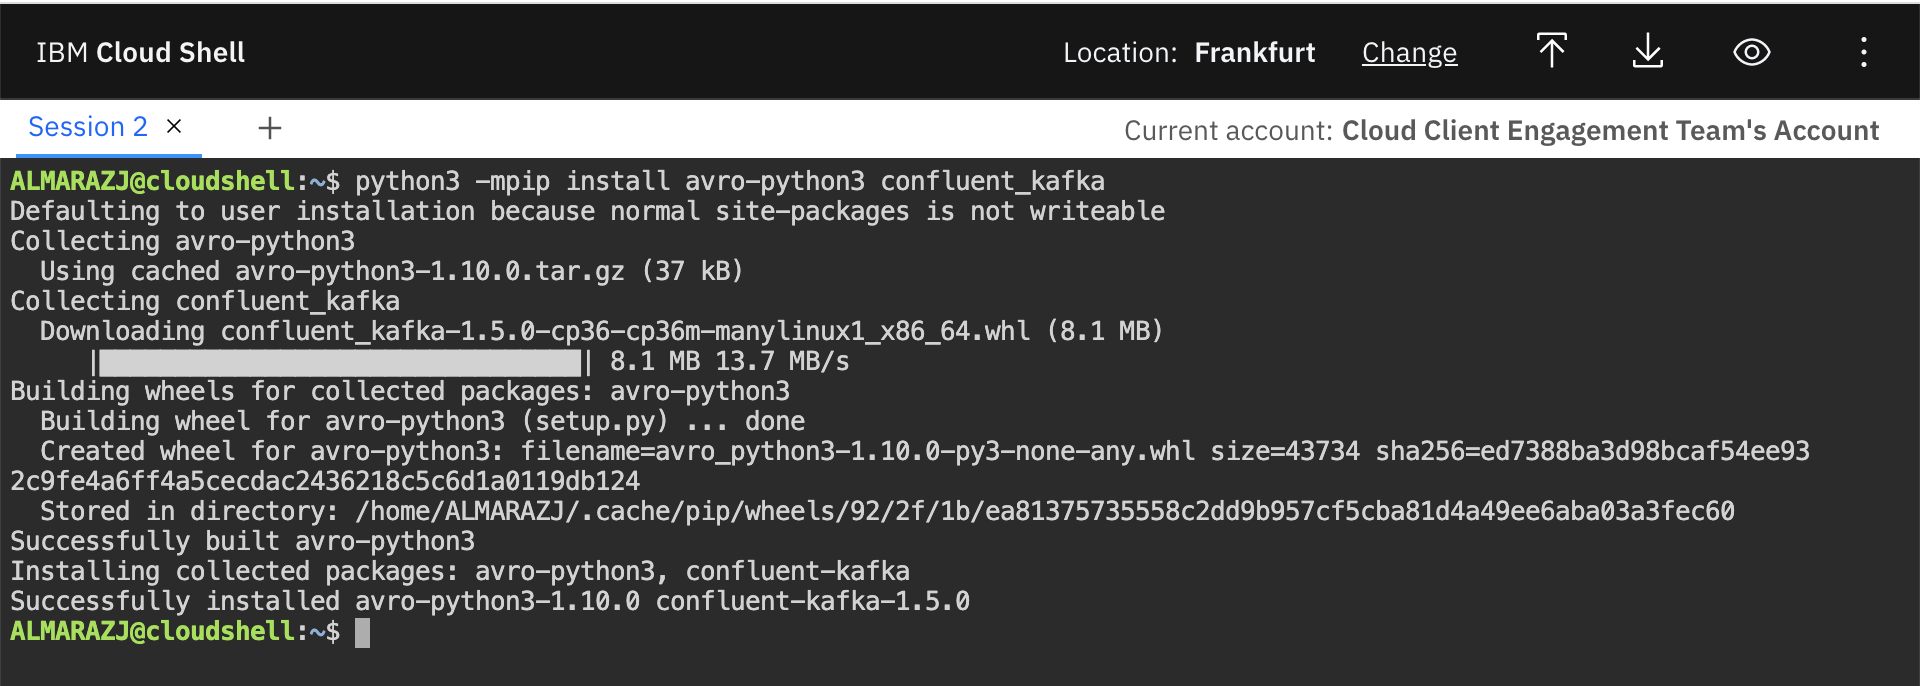 IBM Cloud Shell
Location: Frankfurt Change
Session 2
Current account: Cloud Client Engagement Team's Account
ALMARAZJ@cloudshell:~$ python3 -mpip install avro-python3 confluent_kafka
Defaulting to user installation because normal site-packages is not writeable
Collecting avro-python3
  Using cached avro-python3-1.10.0.tar.gz (37 kB)
Collecting confluent_kafka
  Downloading confluent_kafka-1.5.0-cp36-cp36m-manylinux1_x86_64.whl (8.1 MB)
     |████████████████████████████████| 8.1 MB 13.7 MB/s
Building wheels for collected packages: avro-python3
  Building wheel for avro-python3 (setup.py) ... done
  Created wheel for avro-python3: filename=avro_python3-1.10.0-py3-none-any.whl size=43734 sha256=ed7388ba3d98bcaf54ee93
2c9fe4a6ff4a5cecdac2436218c5c6d1a0119db124
  Stored in directory: /home/ALMARAZJ/.cache/pip/wheels/92/2f/1b/ea81375735558c2dd9b957cf5cba81d4a49ee6aba03a3fec60
Successfully built avro-python3
Installing collected packages: avro-python3, confluent-kafka
Successfully installed avro-python3-1.10.0 confluent-kafka-1.5.0
ALMARAZJ@cloudshell:~$